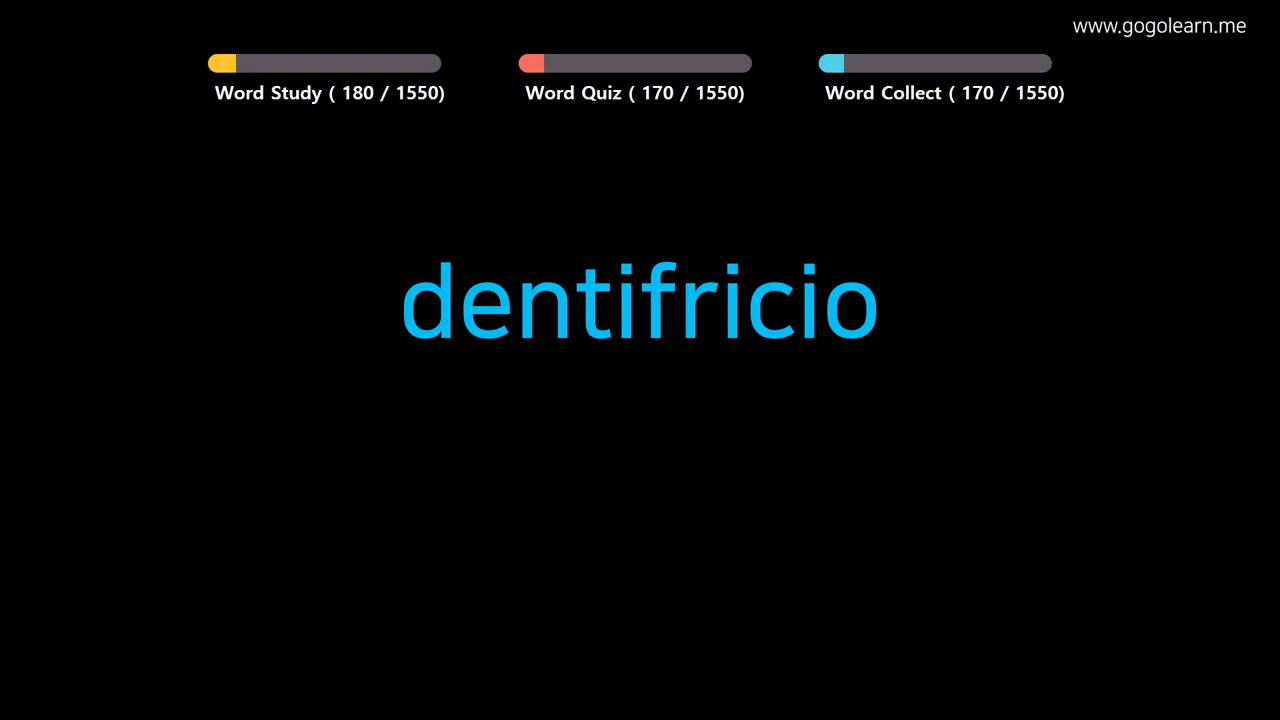 www.gogolearn.me
Word Study ( 180 / 1550)
Word Quiz ( 170 / 1550)
Word Collect ( 170 / 1550)
dentifricio